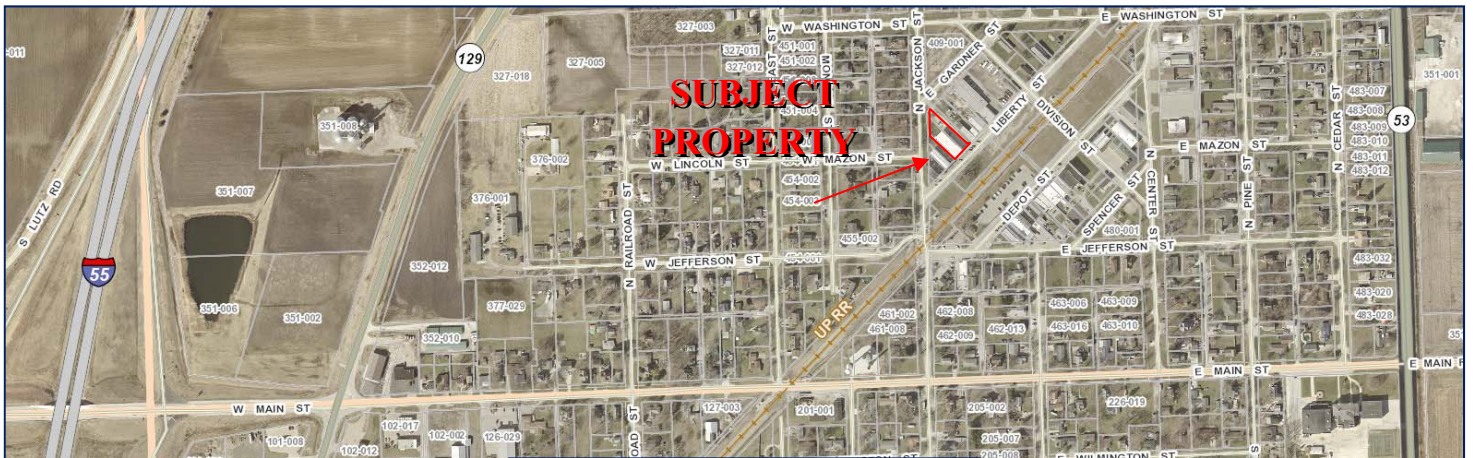 W WASHINGTON ST
E WASHINGTON ST
-011
327-003
129
327-011
327-012
327-005
327-018
451-001
451-002
451-004
409-001
N JACKSON ST
E GARDNER ST
LIBERTY ST
DIVISION ST
SUBJECT
PROPERTY
351-001
483-007
483-008
483-009
483-010
483-011
483-012
53
N CEDAR ST
351-008
376-002
W LINCOLN ST
W MAZON ST
E MAZON ST
454-002
351-007
376-001
N RAILROAD ST
DEPOT ST
SPENCER ST
N CENTER ST
N PINE ST
S LUTZ RD
455-002
480-001
E JEFFERSON ST
W JEFFERSON ST
483-032
55
352-012
351-006
351-002
377-029
UP RR
461-002
461-008
462-008
462-009
462-013
463-006
463-009
463-016
463-010
483-020
483-028
352-010
E MAIN ST
W MAIN ST
127-003
201-001
205-002
226-019
101-008
102-017
102-002
102-012
126-029
205-007
205-008
E WILMINGTON ST